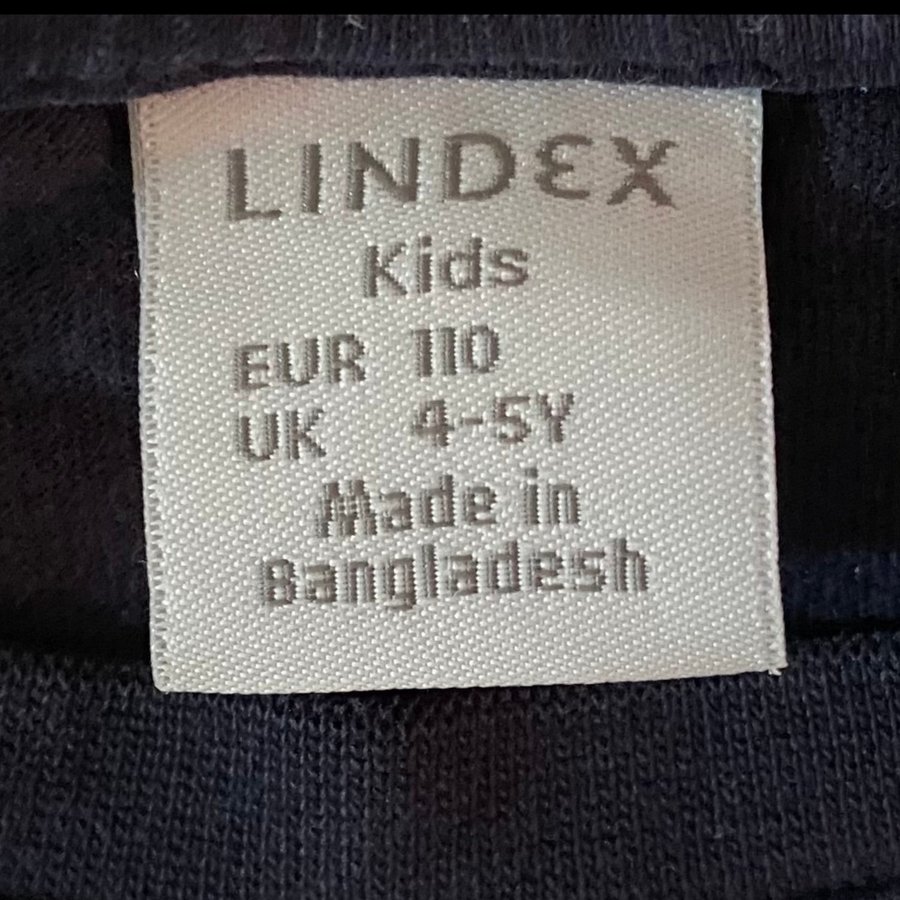 LINDEX
Kids
EUR 110
UK 4-5Y
Made in
Bangladesh